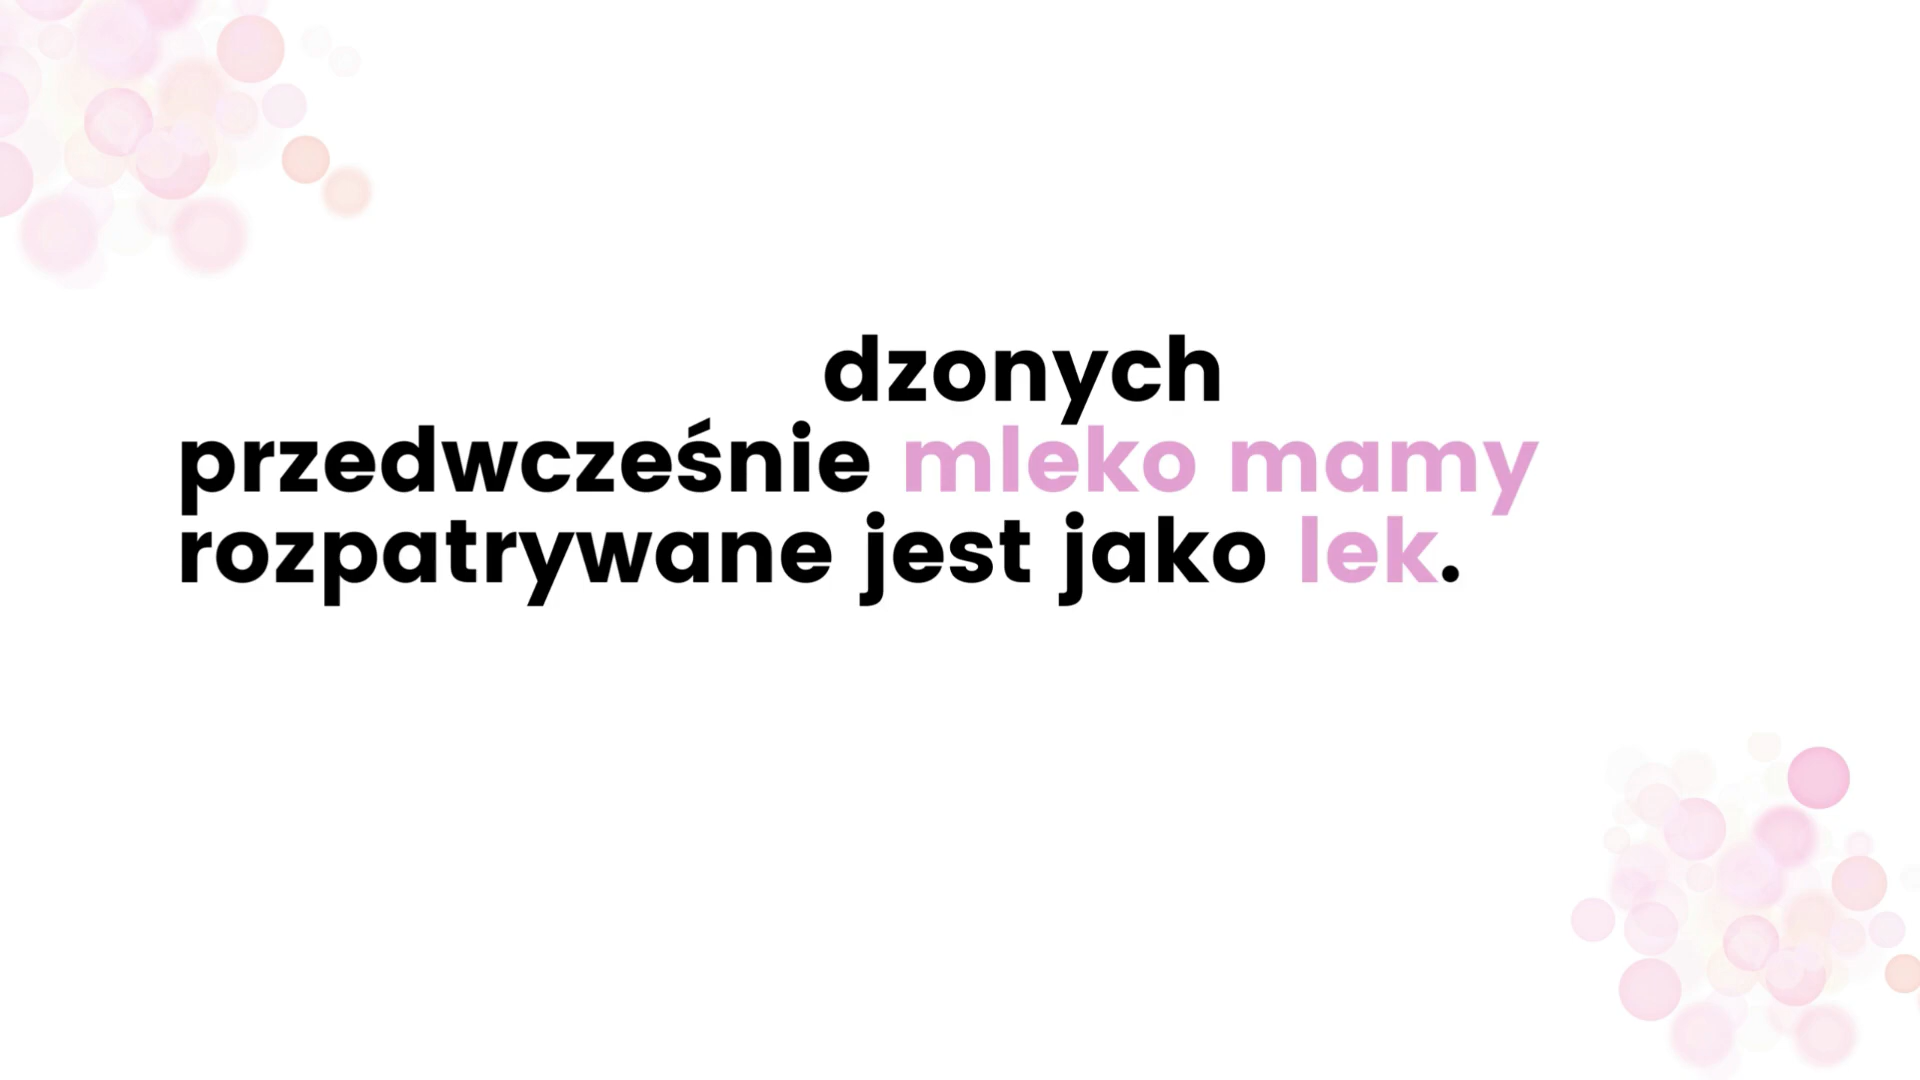 dzonych
przedwcześnie mleko mamy
rozpatrywane jest jako lek.